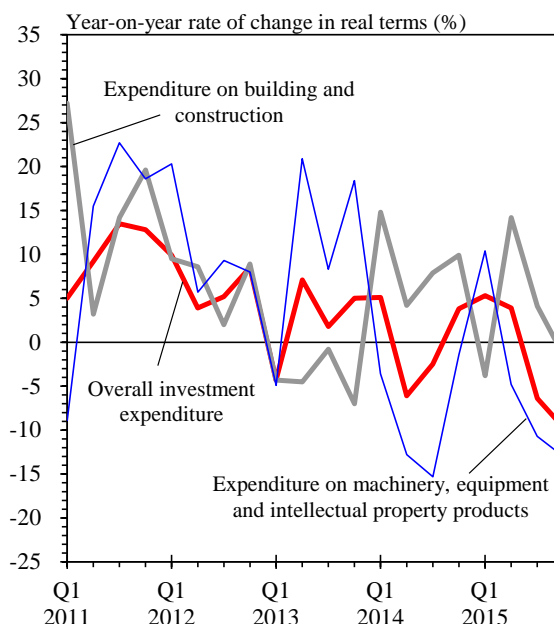 Year-on-year rate of change in real terms (%)
35
30
25
20
15
10
5
0
-5
-10
-15
-20
-25
Expenditure on building and
construction
Overall investment
expenditure
Expenditure on machinery, equipment
and intellectual property products
Q1 Q1 Q1 Q1 Q1
2011 2012 2013 2014 2015